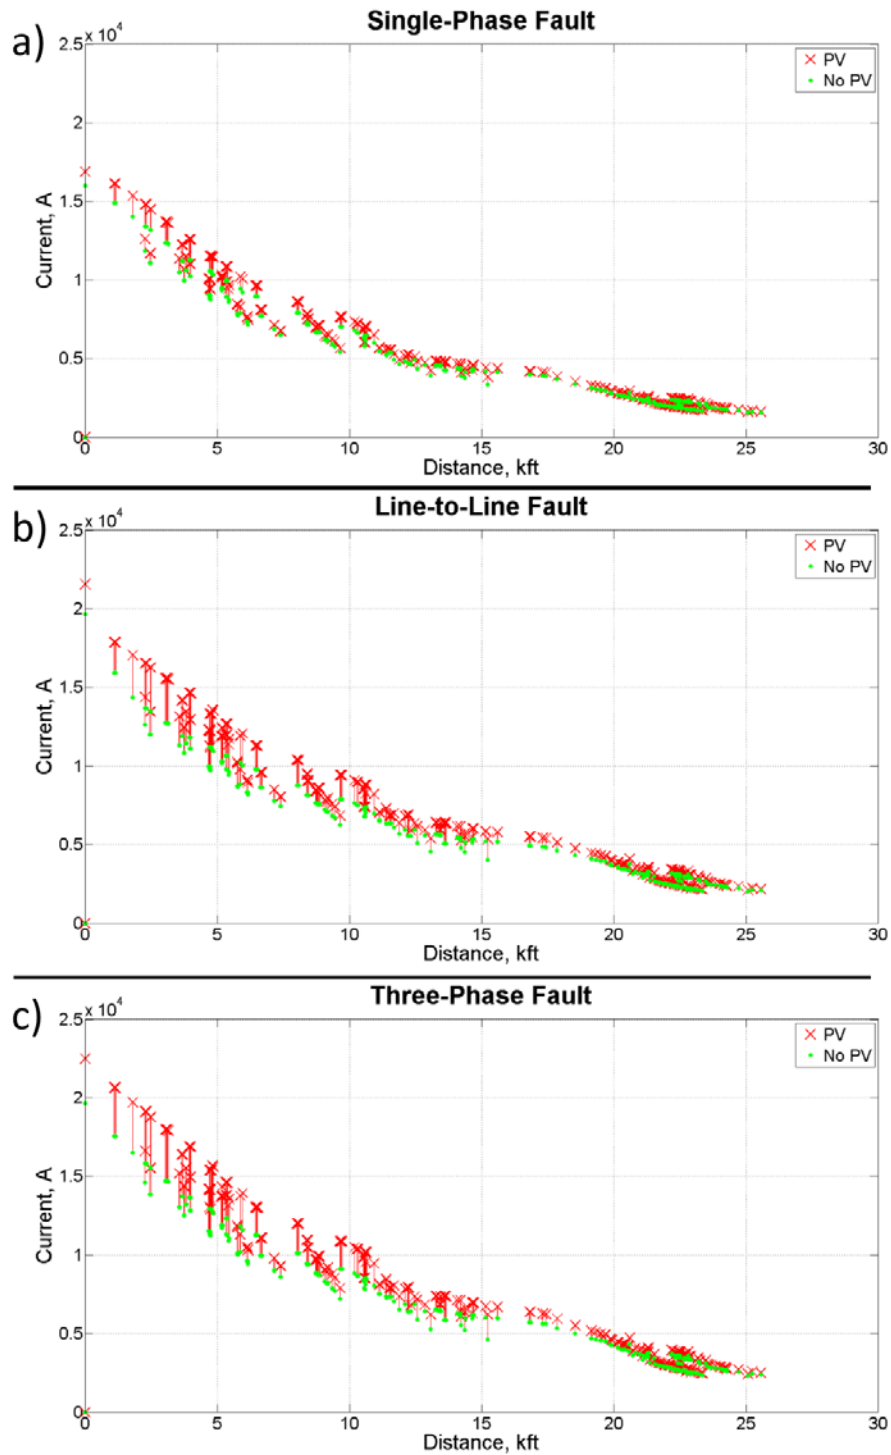 a)
Single-Phase Fault
x 10^4
2.5
2
1.5
1
0.5
0
Current, A
PV
No PV
0 5 10 15 20 25 30
Distance, kft
b)
Line-to-Line Fault
x 10^4
2.5
2
1.5
1
0.5
0
Current, A
PV
No PV
0 5 10 15 20 25 30
Distance, kft
c)
Three-Phase Fault
x 10^4
2.5
2
1.5
1
0.5
0
Current, A
PV
No PV
0 5 10 15 20 25 30
Distance, kft